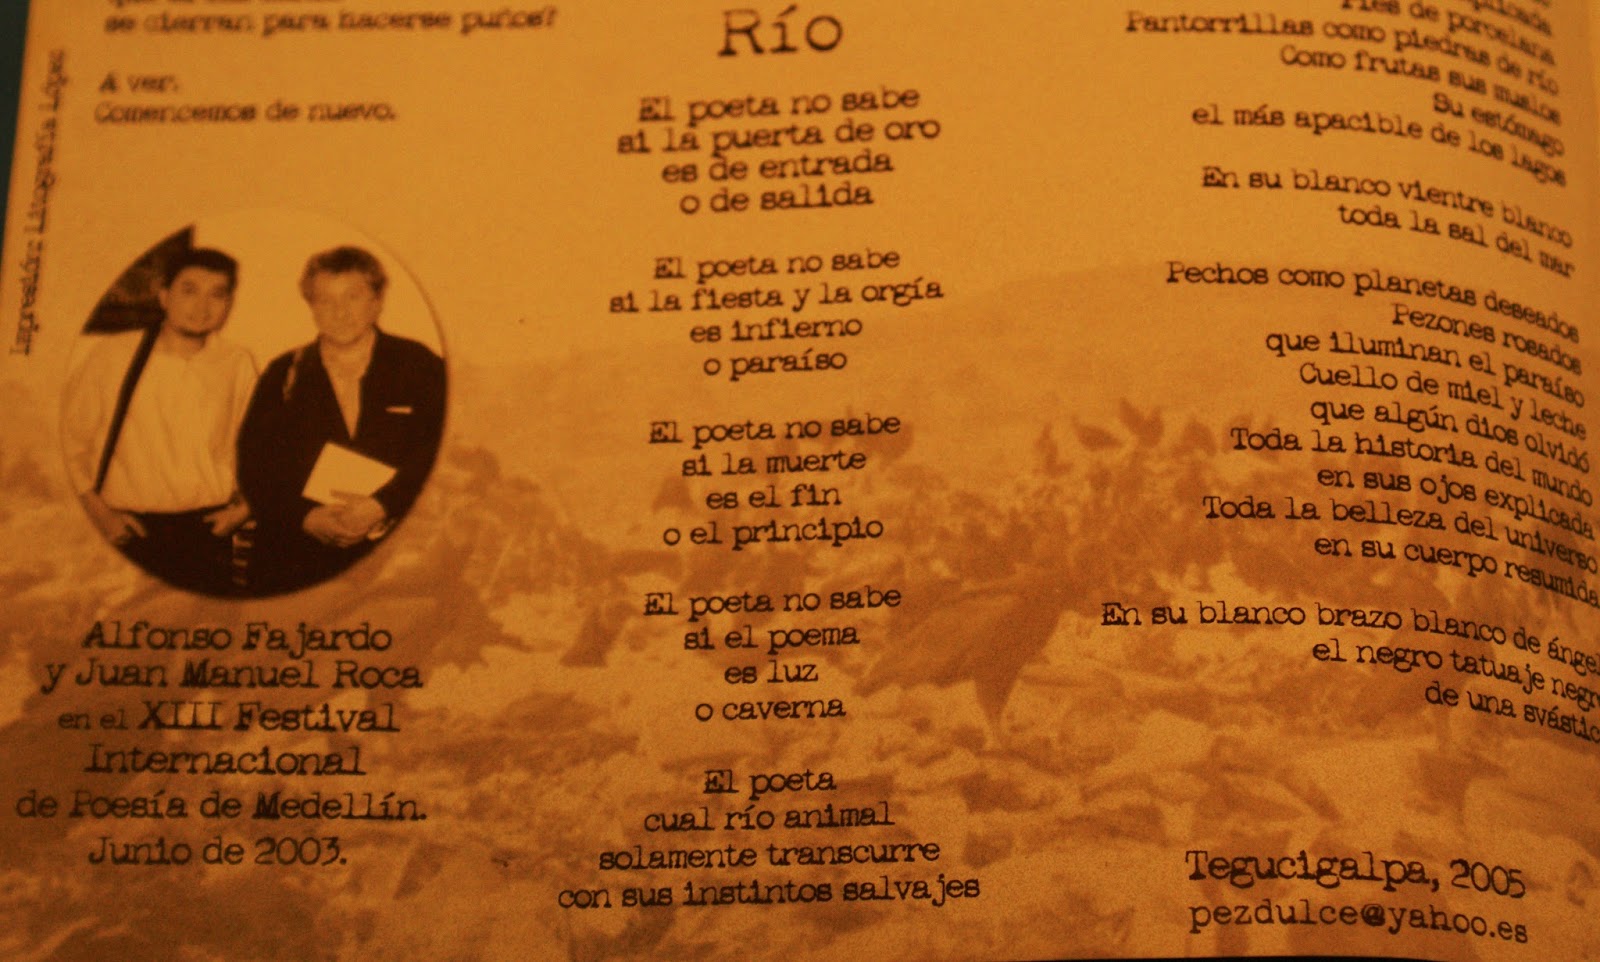 se cierran para hacerse puños?
A ver.
Comencemos de nuevo.
Impresión: Litografía López
Alfonso Fajardo
y Juan Manuel Roca
en el XIII Festival
Internacional
de Poesía de Medellín.
Junio de 2003.
Río
El poeta no sabe
si la puerta de oro
es de entrada
o de salida
El poeta no sabe
si la fiesta y la orgía
es infierno
o paraíso
El poeta no sabe
si la muerte
es el fin
o el principio
El poeta no sabe
si el poema
es luz
o caverna
El poeta
cual río animal
solamente transcurre
con sus instintos salvajes
Pies de porcelana
Pantorrillas como piedras de río
Como frutas sus muslos
Su estómago
el más apacible de los lagos
En su blanco vientre blanco
toda la sal del mar
Pechos como planetas deseados
Pezones rosados
que iluminan el paraíso
Cuello de miel y leche
que algún dios olvidó
Toda la historia del mundo
en sus ojos explicada
Toda la belleza del universo
en su cuerpo resumida
En su blanco brazo blanco de ángel
el negro tatuaje negr
de una svástic
Tegucigalpa, 2005
pezdulce@yahoo.es